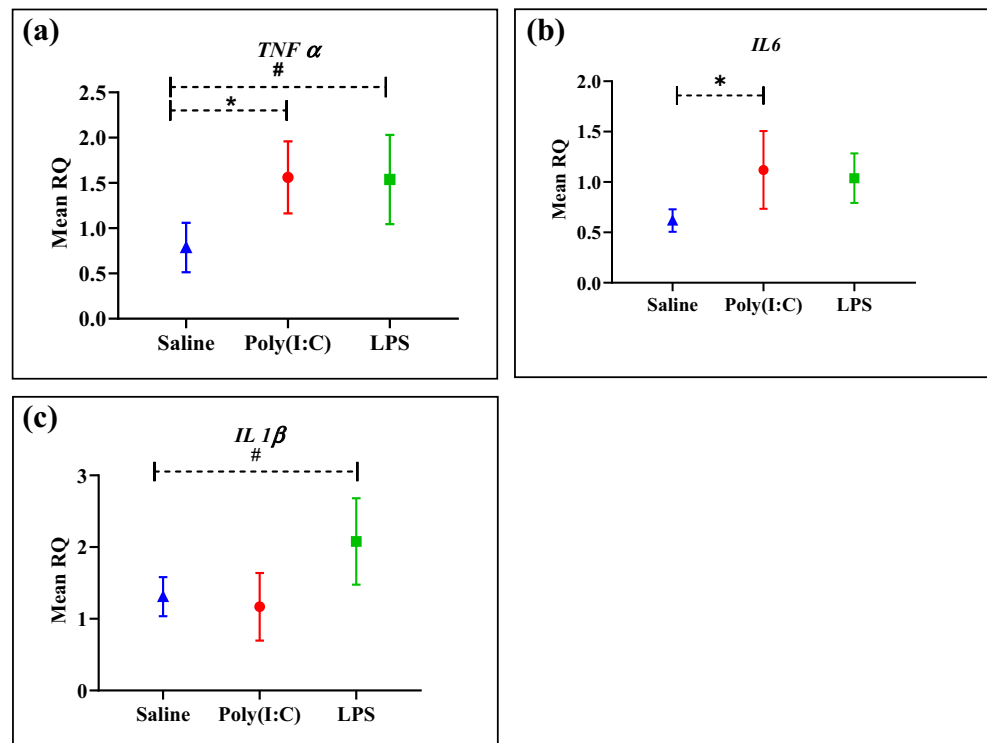 (a)
TNF α
#
*
2.5
2.0
1.5
1.0
0.5
0.0
Mean RQ
Saline Poly(I:C) LPS
(b)
IL6
*
2.0
1.5
1.0
0.5
0.0
Mean RQ
Saline Poly(I:C) LPS
(c)
IL 1β
#
3
2
1
0
Mean RQ
Saline Poly(I:C) LPS